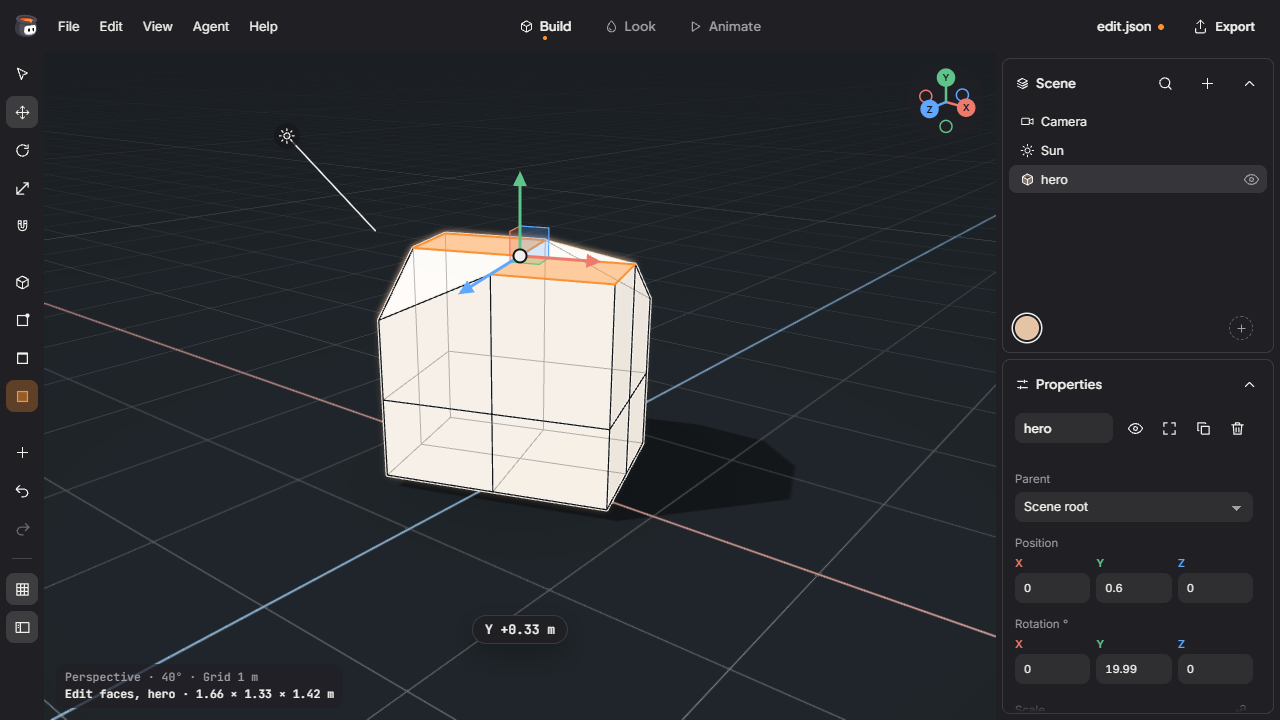 File Edit View Agent Help
Build Look Animate
edit.json Export
Y
Z X
Scene
Camera
Sun
hero
Properties
hero
Parent
Scene root
Position
X Y Z
0 0.6 0
Rotation °
X Y Z
0 19.99 0
Scale
Y +0.33 m
Perspective · 40° · Grid 1 m
Edit faces, hero · 1.66 × 1.33 × 1.42 m